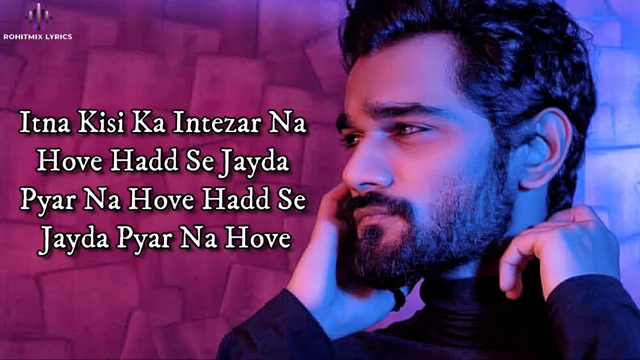 ROHITMIX LYRICS
Itna Kisi Ka Intezar Na
Hove Hadd Se Jayda
Pyar Na Hove Hadd Se
Jayda Pyar Na Hove